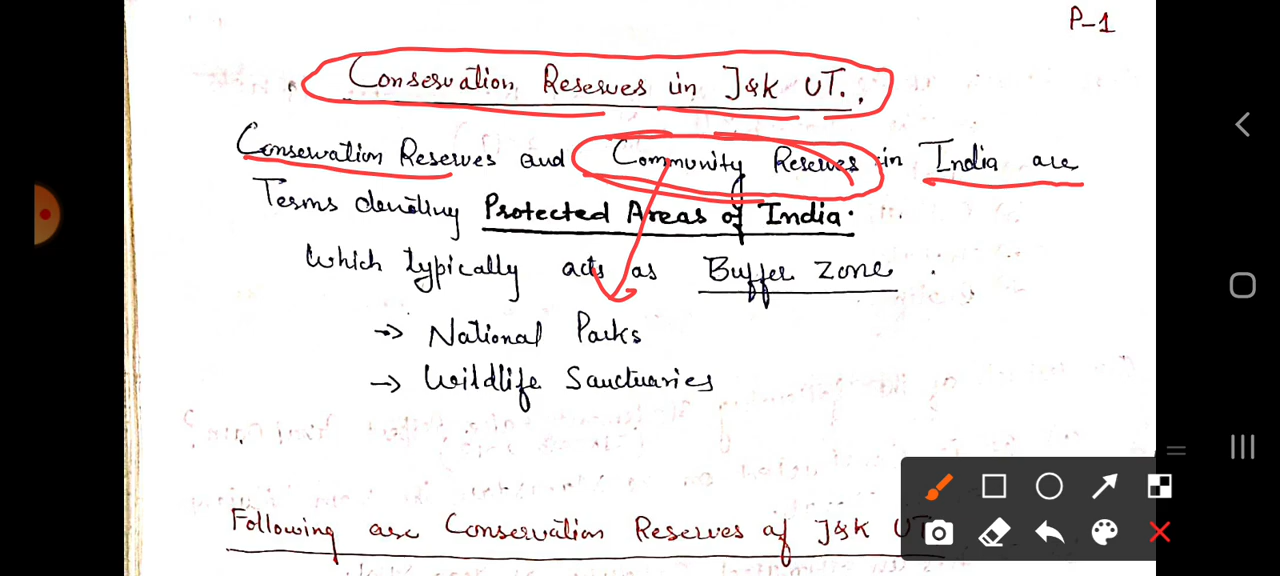 P-1
Conservation Reserves in J&K UT.
Conservation Reserves and Community Reserves in India are
Terms denoting Protected Areas of India.
Which typically acts as Buffer Zone.
→ National Parks
→ Wildlife Sanctuaries
Following are Conservation Reserves of J&K UT